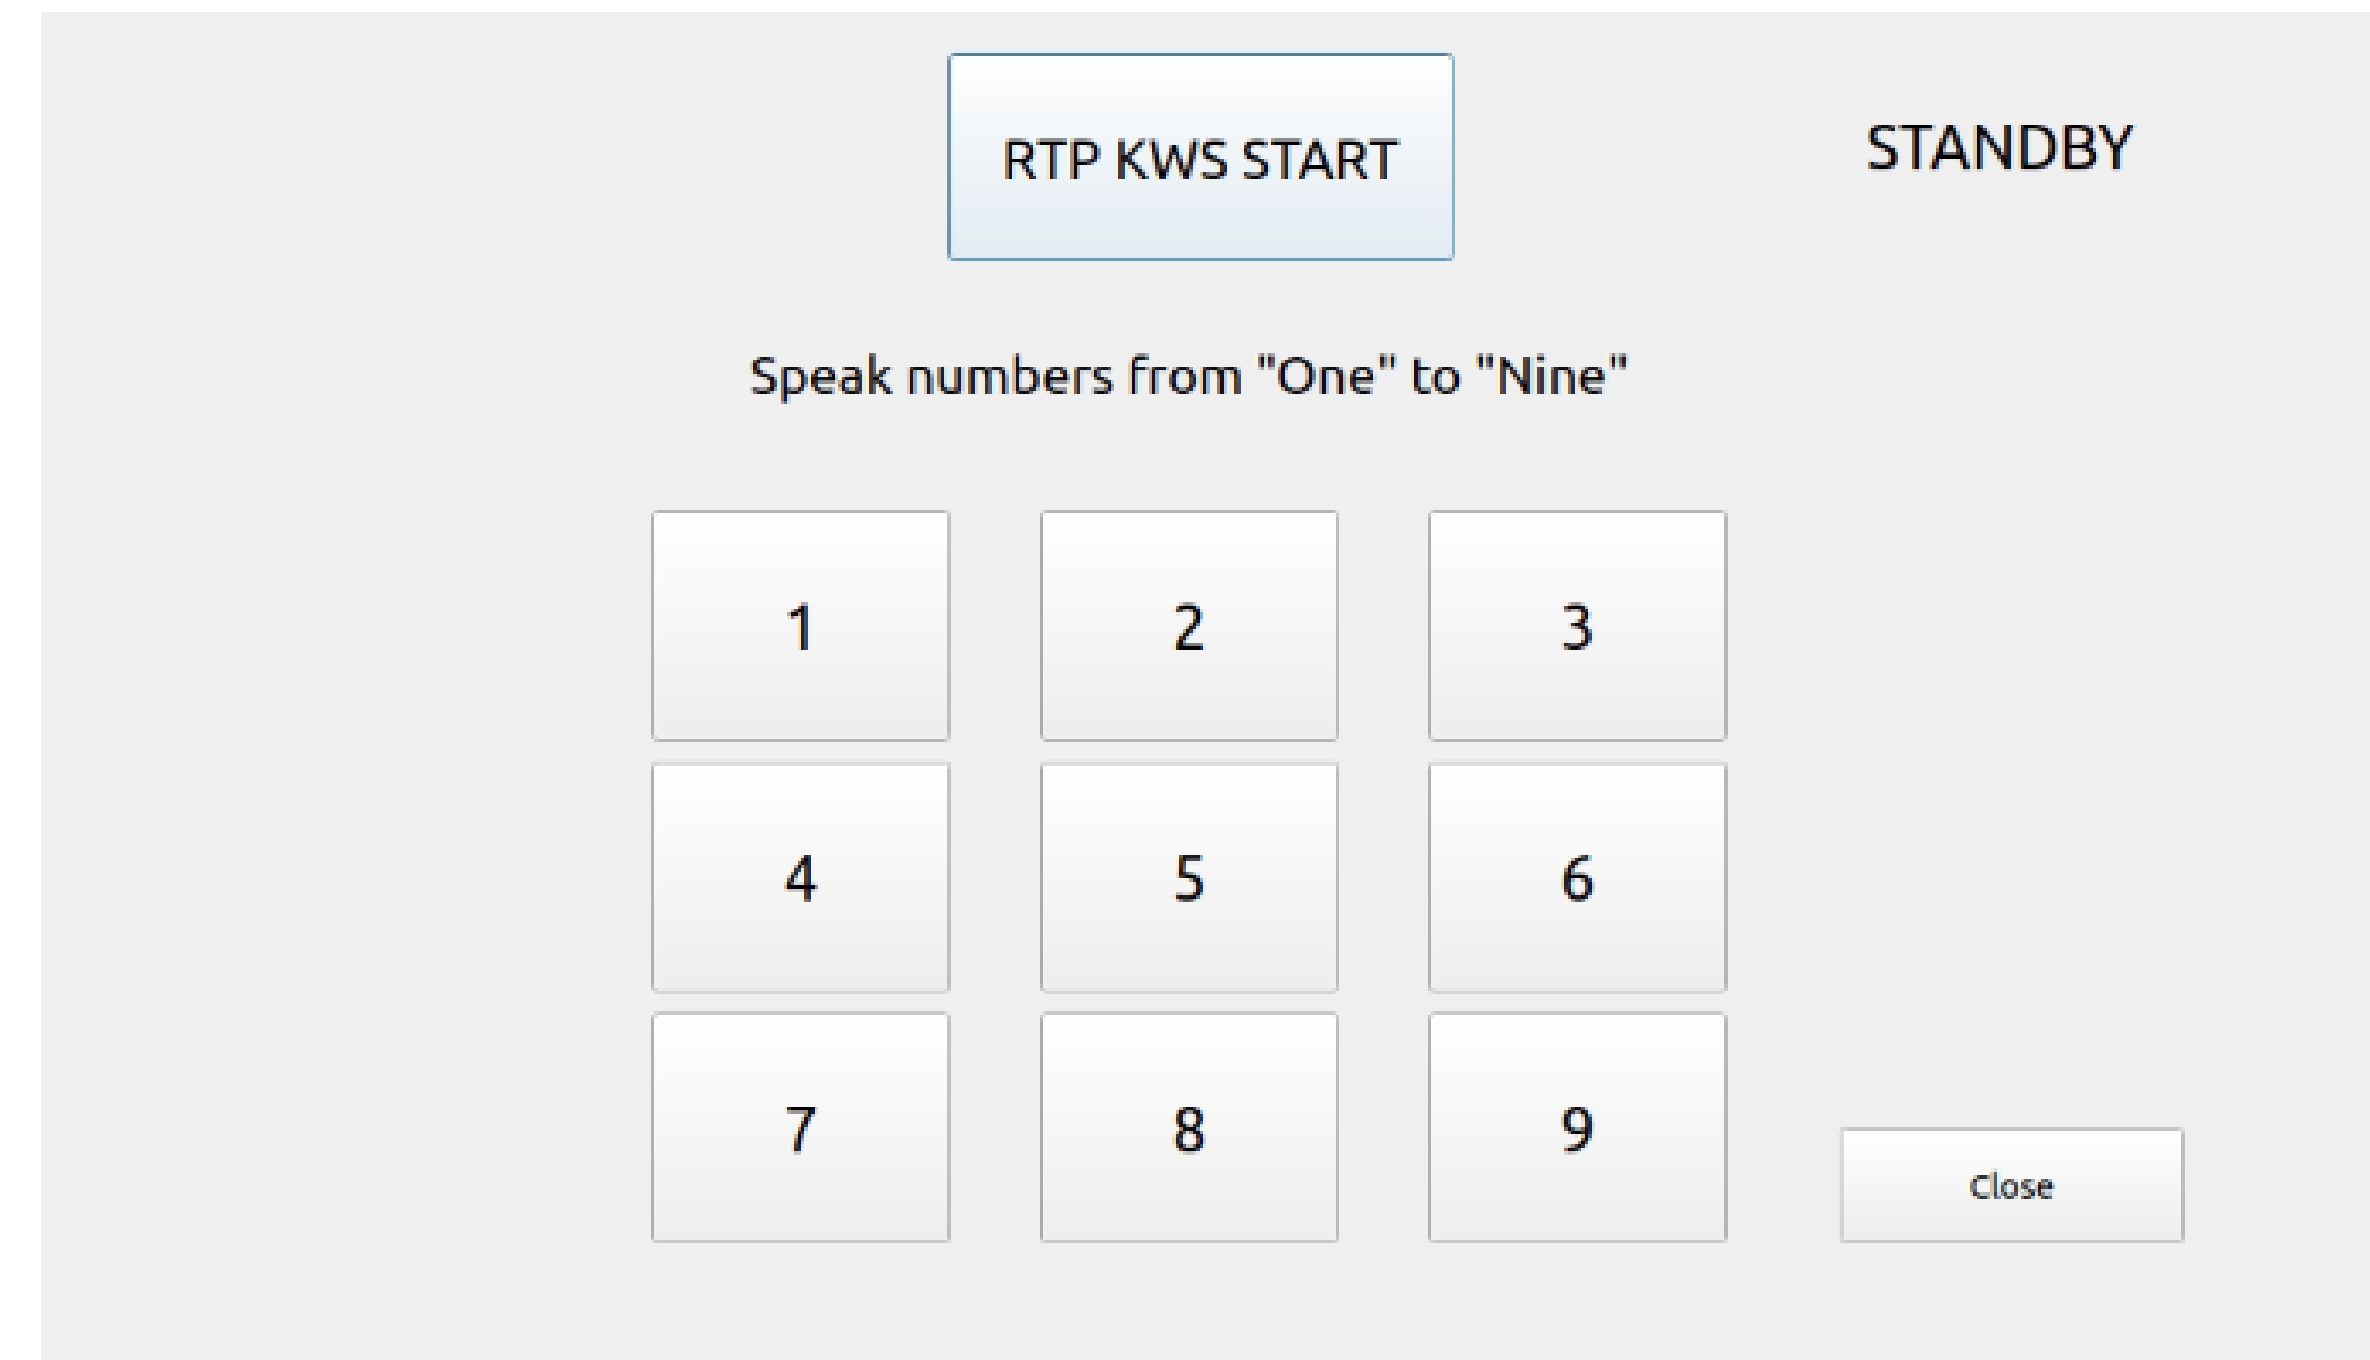 RTP KWS START
STANDBY
Speak numbers from "One" to "Nine"
1 2 3
4 5 6
7 8 9
Close